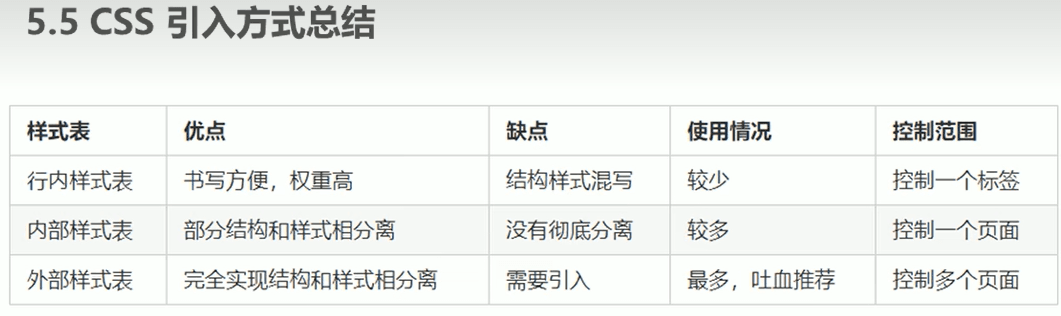 5.5 CSS 引入方式总结
样式表 优点 缺点 使用情况 控制范围
行内样式表 书写方便，权重高 结构样式混写 较少 控制一个标签
内部样式表 部分结构和样式相分离 没有彻底分离 较多 控制一个页面
外部样式表 完全实现结构和样式相分离 需要引入 最多，吐血推荐 控制多个页面